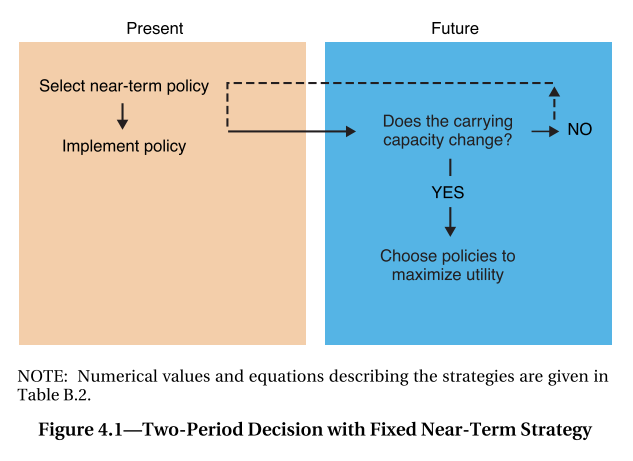 Present
Future
Select near-term policy
Implement policy
Does the carrying
capacity change?
NO
YES
Choose policies to
maximize utility
NOTE: Numerical values and equations describing the strategies are given in
Table B.2.
Figure 4.1—Two-Period Decision with Fixed Near-Term Strategy